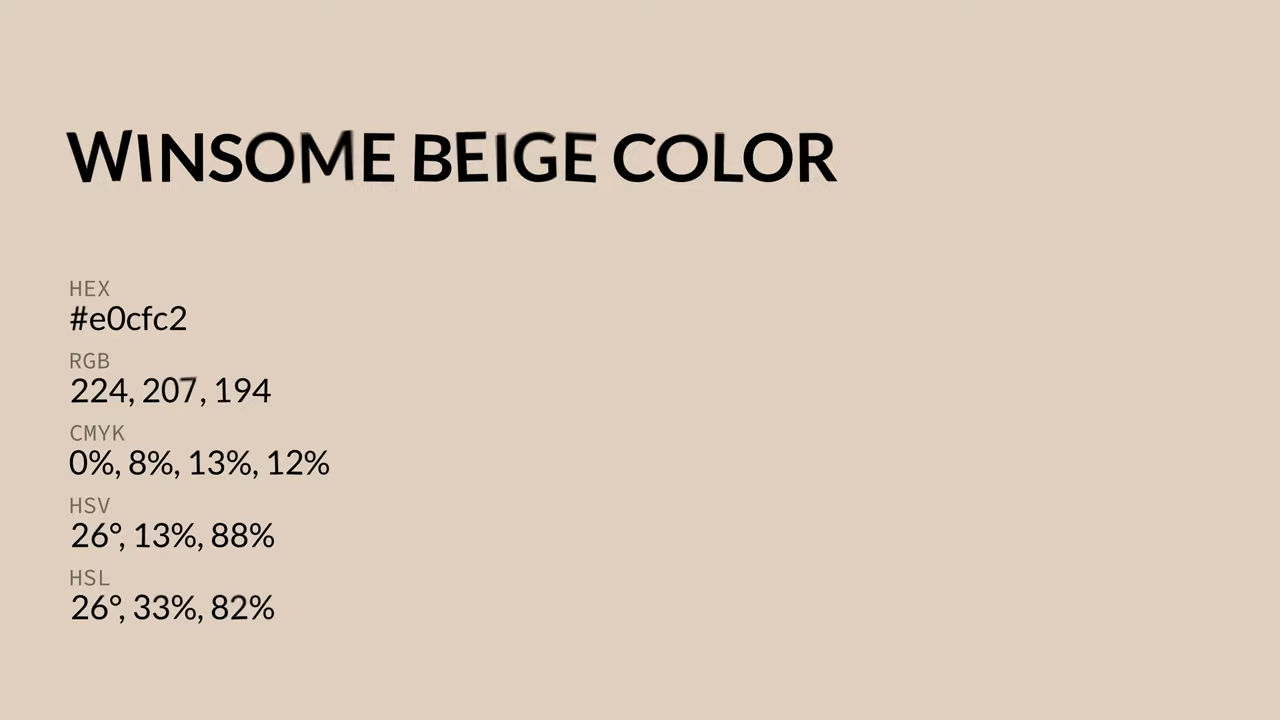 WINSOME BEIGE COLOR
HEX
#e0cfc2
RGB
224, 207, 194
CMYK
0%, 8%, 13%, 12%
HSV
26°, 13%, 88%
HSL
26°, 33%, 82%